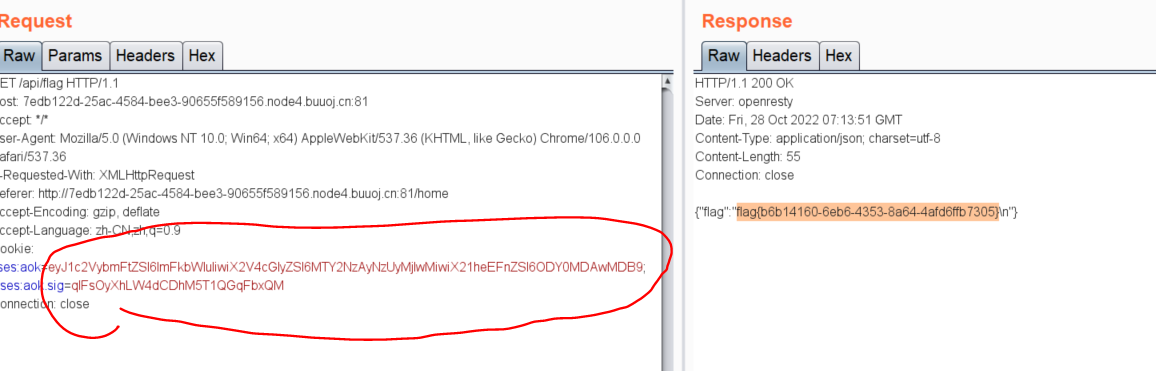 Request
Response
Raw Params Headers Hex
Raw Headers Hex
ET /api/flag HTTP/1.1
ost: 7edb122d-25ac-4584-bee3-90655f589156.node4.buuoj.cn:81
ccept: */*
ser-Agent: Mozilla/5.0 (Windows NT 10.0; Win64; x64) AppleWebKit/537.36 (KHTML, like Gecko) Chrome/106.0.0.0
afari/537.36
-Requested-With: XMLHttpRequest
eferer: http://7edb122d-25ac-4584-bee3-90655f589156.node4.buuoj.cn:81/home
ccept-Encoding: gzip, deflate
ccept-Language: zh-CN,zh;q=0.9
ookie:
ses:aok=eyJ1c2VybmFtZSI6ImFkbWluIiwiX2V4cGlyZSI6MTY2NzAyNzUyMjIwMiwiX21heEFnZSI6ODY0MDAwMDB9;
ses:aok.sig=qlFsOyXhLW4dCDhM5T1QGqFbxQM
onnection: close
HTTP/1.1 200 OK
Server: openresty
Date: Fri, 28 Oct 2022 07:13:51 GMT
Content-Type: application/json; charset=utf-8
Content-Length: 55
Connection: close
{"flag":"flag{b6b14160-6eb6-4353-8a64-4afd6ffb7305}\n"}